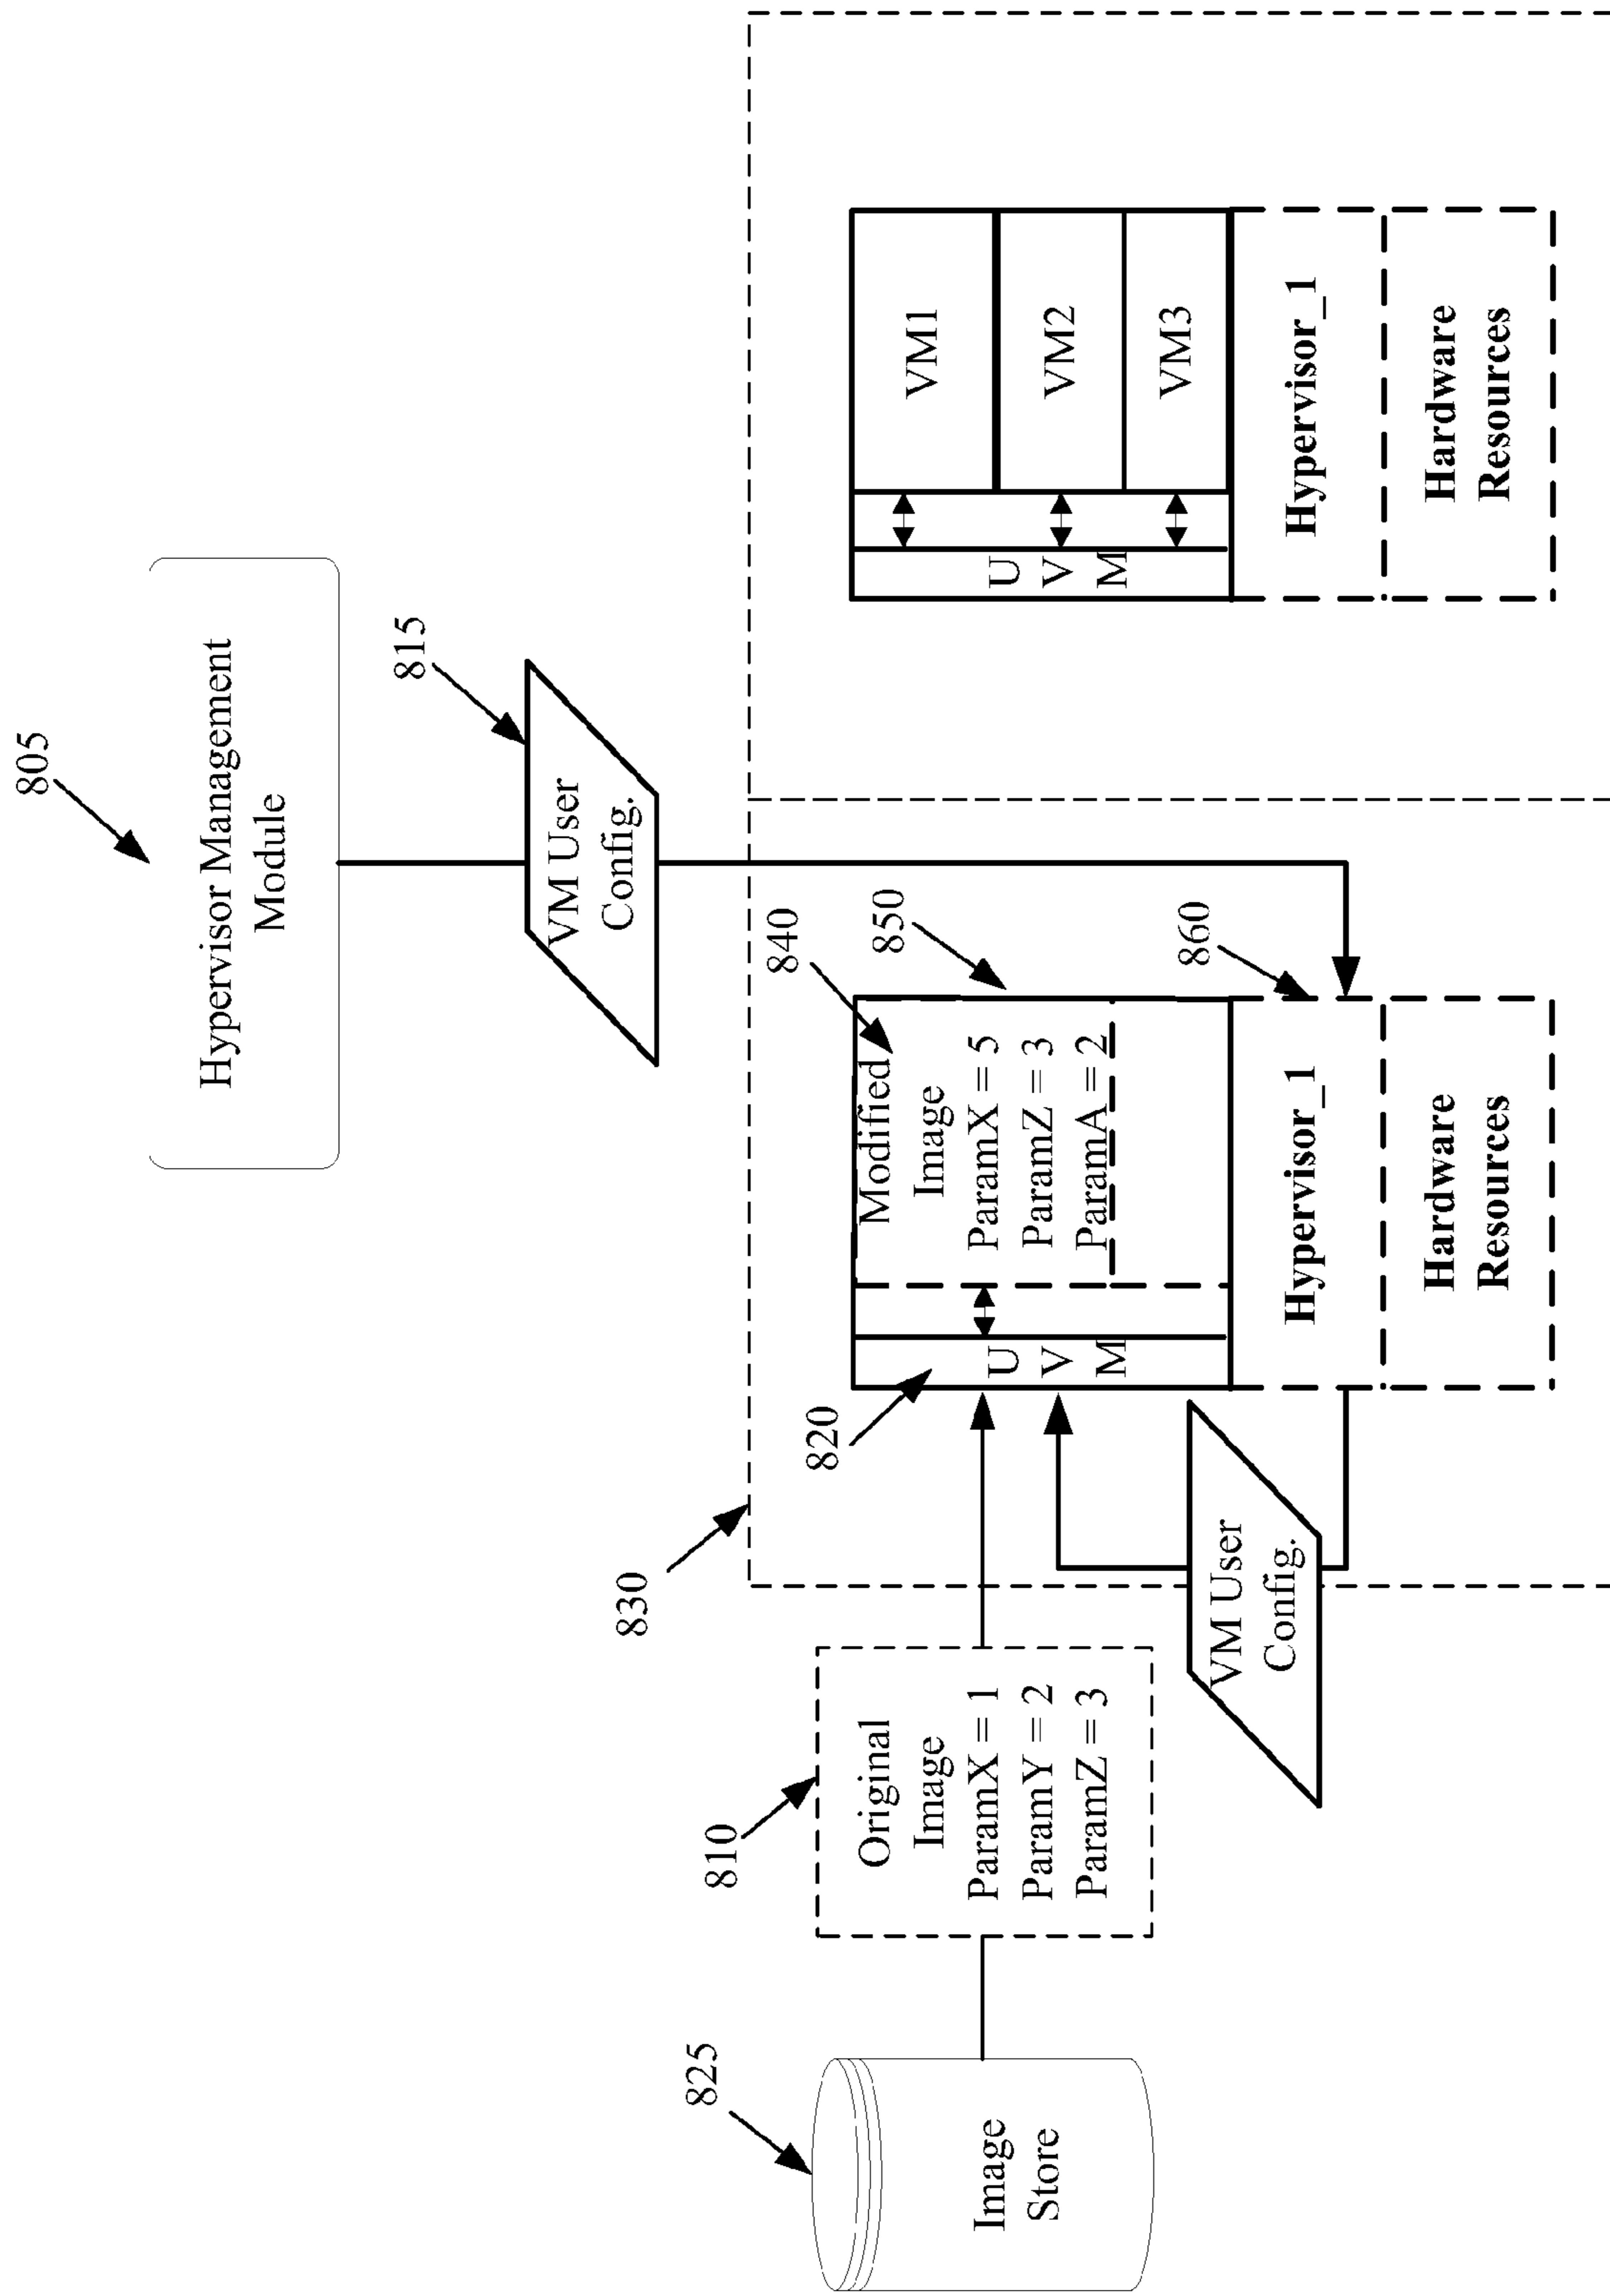 805
Hypervisor Management
Module
815
VM User
Config.
825
Image
Store
810
Original
Image
ParamX = 1
ParamY = 2
ParamZ = 3
830
820
U
V
M
840
Modified
Image
ParamX = 5
ParamZ = 3
ParamA = 2
850
860
Hypervisor_1
Hardware
Resources
VM User
Config.
U
V
M
VM1
VM2
VM3
Hypervisor_1
Hardware
Resources